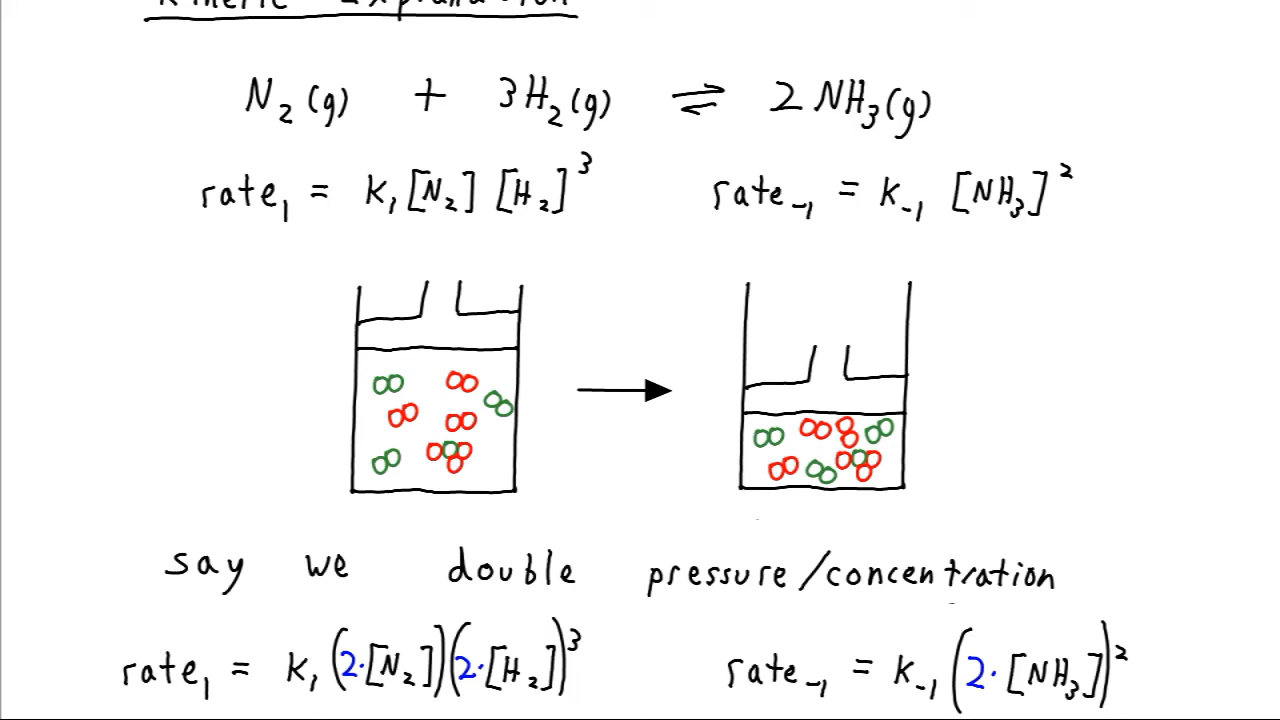 N₂(g) + 3H₂(g) ⇌ 2NH₃(g)
rate₁ = k₁[N₂][H₂]³ rate₋₁ = k₋₁[NH₃]²
say we double pressure/concentration
rate₁ = k₁(2·[N₂])(2·[H₂])³ rate₋₁ = k₋₁(2·[NH₃])²